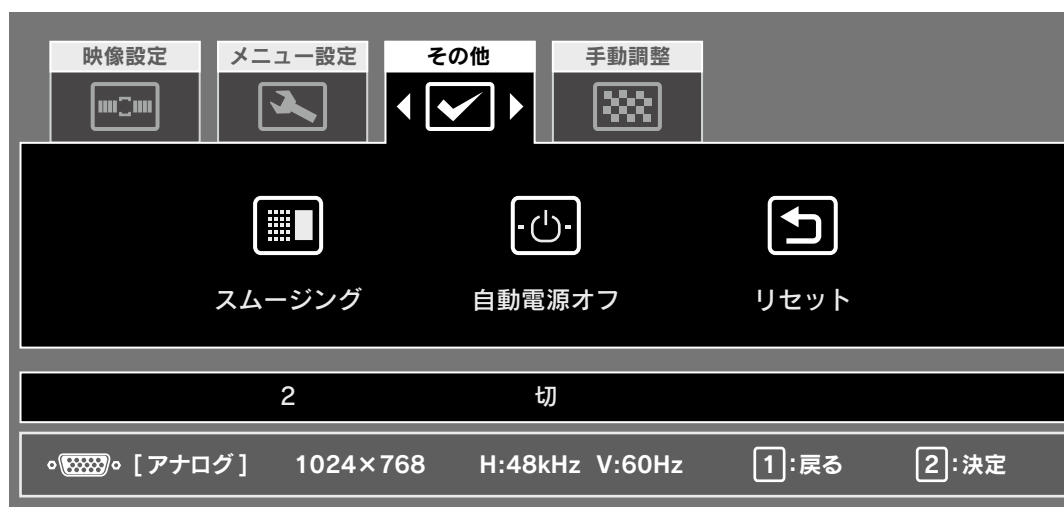 映像設定 メニュー設定 その他 手動調整
スムージング 自動電源オフ リセット
2 切
[アナログ] 1024×768 H:48kHz V:60Hz 1:戻る 2:決定